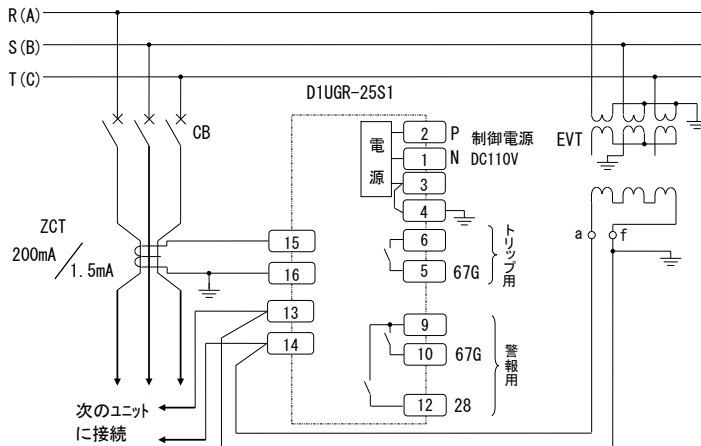 R(A)
S(B)
T(C)
D1UGR-25S1
CB
電源
2 P 制御電源
1 N DC110V
3
4
EVT
ZCT
200mA
1.5mA
15
16
13
14
6
5 67G
トリップ用
9
10 67G
12 28
警報用
a
f
次のユニット
に接続